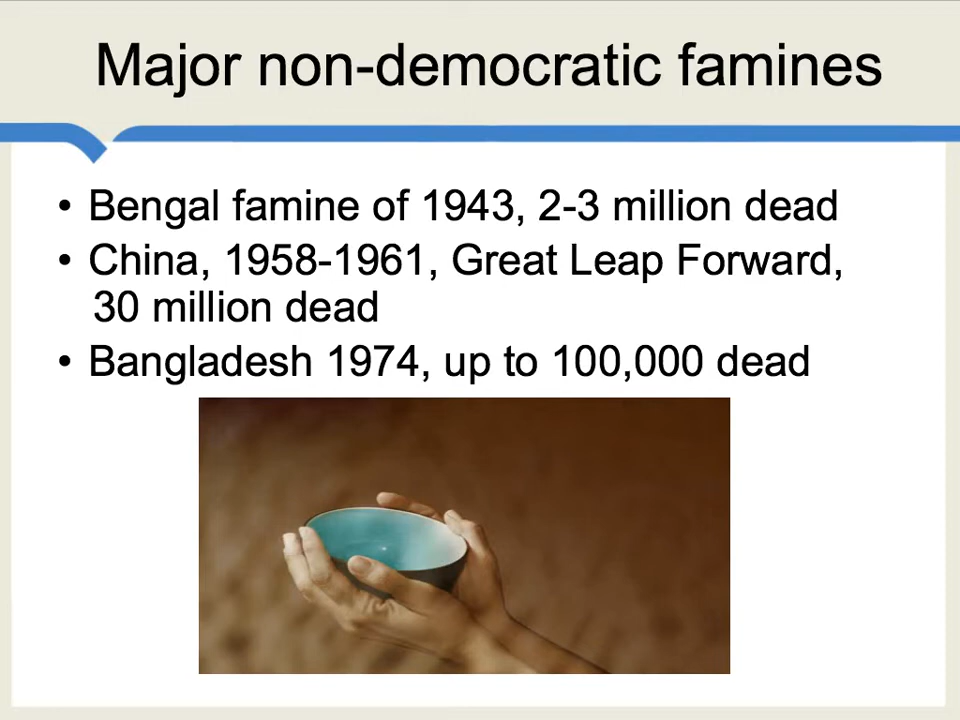 Major non-democratic famines
• Bengal famine of 1943, 2-3 million dead
• China, 1958-1961, Great Leap Forward,
30 million dead
• Bangladesh 1974, up to 100,000 dead